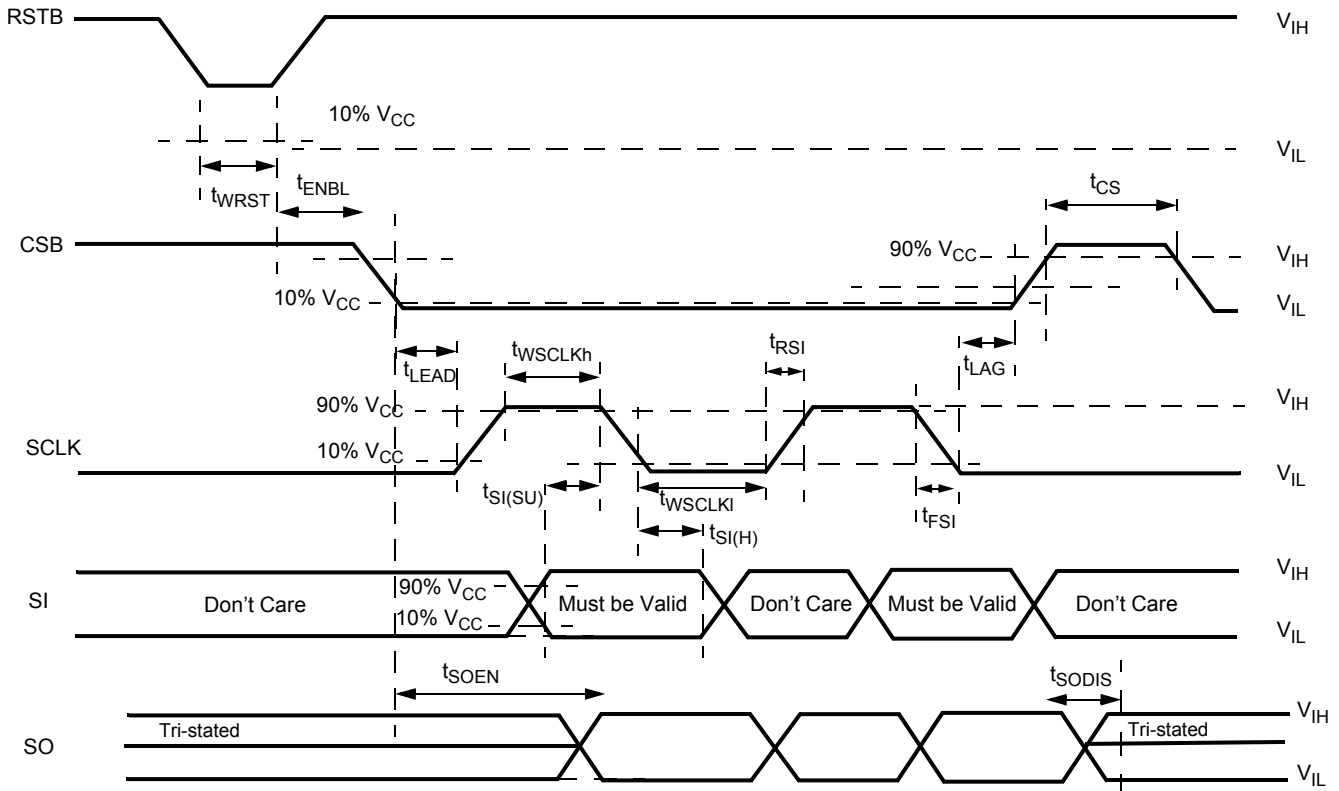 RSTB
VIH
10% VCC
VIL
tWRST
tENBL
tCS
CSB
90% VCC
VIH
10% VCC
VIL
tLEAD
tWSCLKh
tRSI
tLAG
90% VCC
VIH
SCLK
10% VCC
VIL
tSI(SU)
tWSCLKl
tFSI
tSI(H)
SI
90% VCC
VIH
Don't Care
Must be Valid
Don't Care
Must be Valid
Don't Care
10% VCC
VIL
tSOEN
tSODIS
VIH
SO
Tri-stated
Tri-stated
VIL